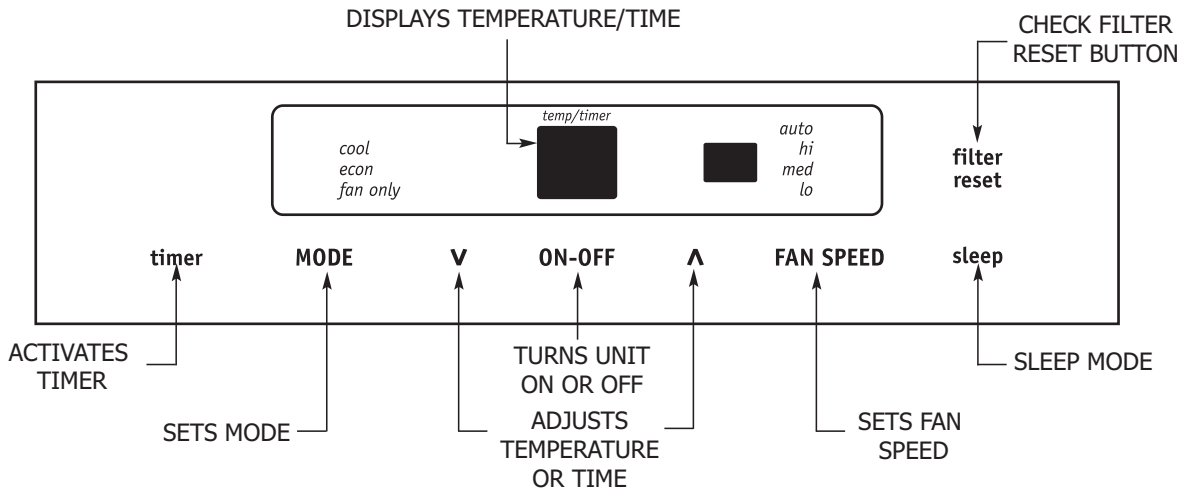 DISPLAYS TEMPERATURE/TIME
CHECK FILTER
RESET BUTTON
temp/timer
cool
econ
fan only
auto
hi
med
lo
filter
reset
timer
MODE
V
ON-OFF
Λ
FAN SPEED
sleep
ACTIVATES
TIMER
SETS MODE
ADJUSTS
TEMPERATURE
OR TIME
TURNS UNIT
ON OR OFF
SETS FAN
SPEED
SLEEP MODE